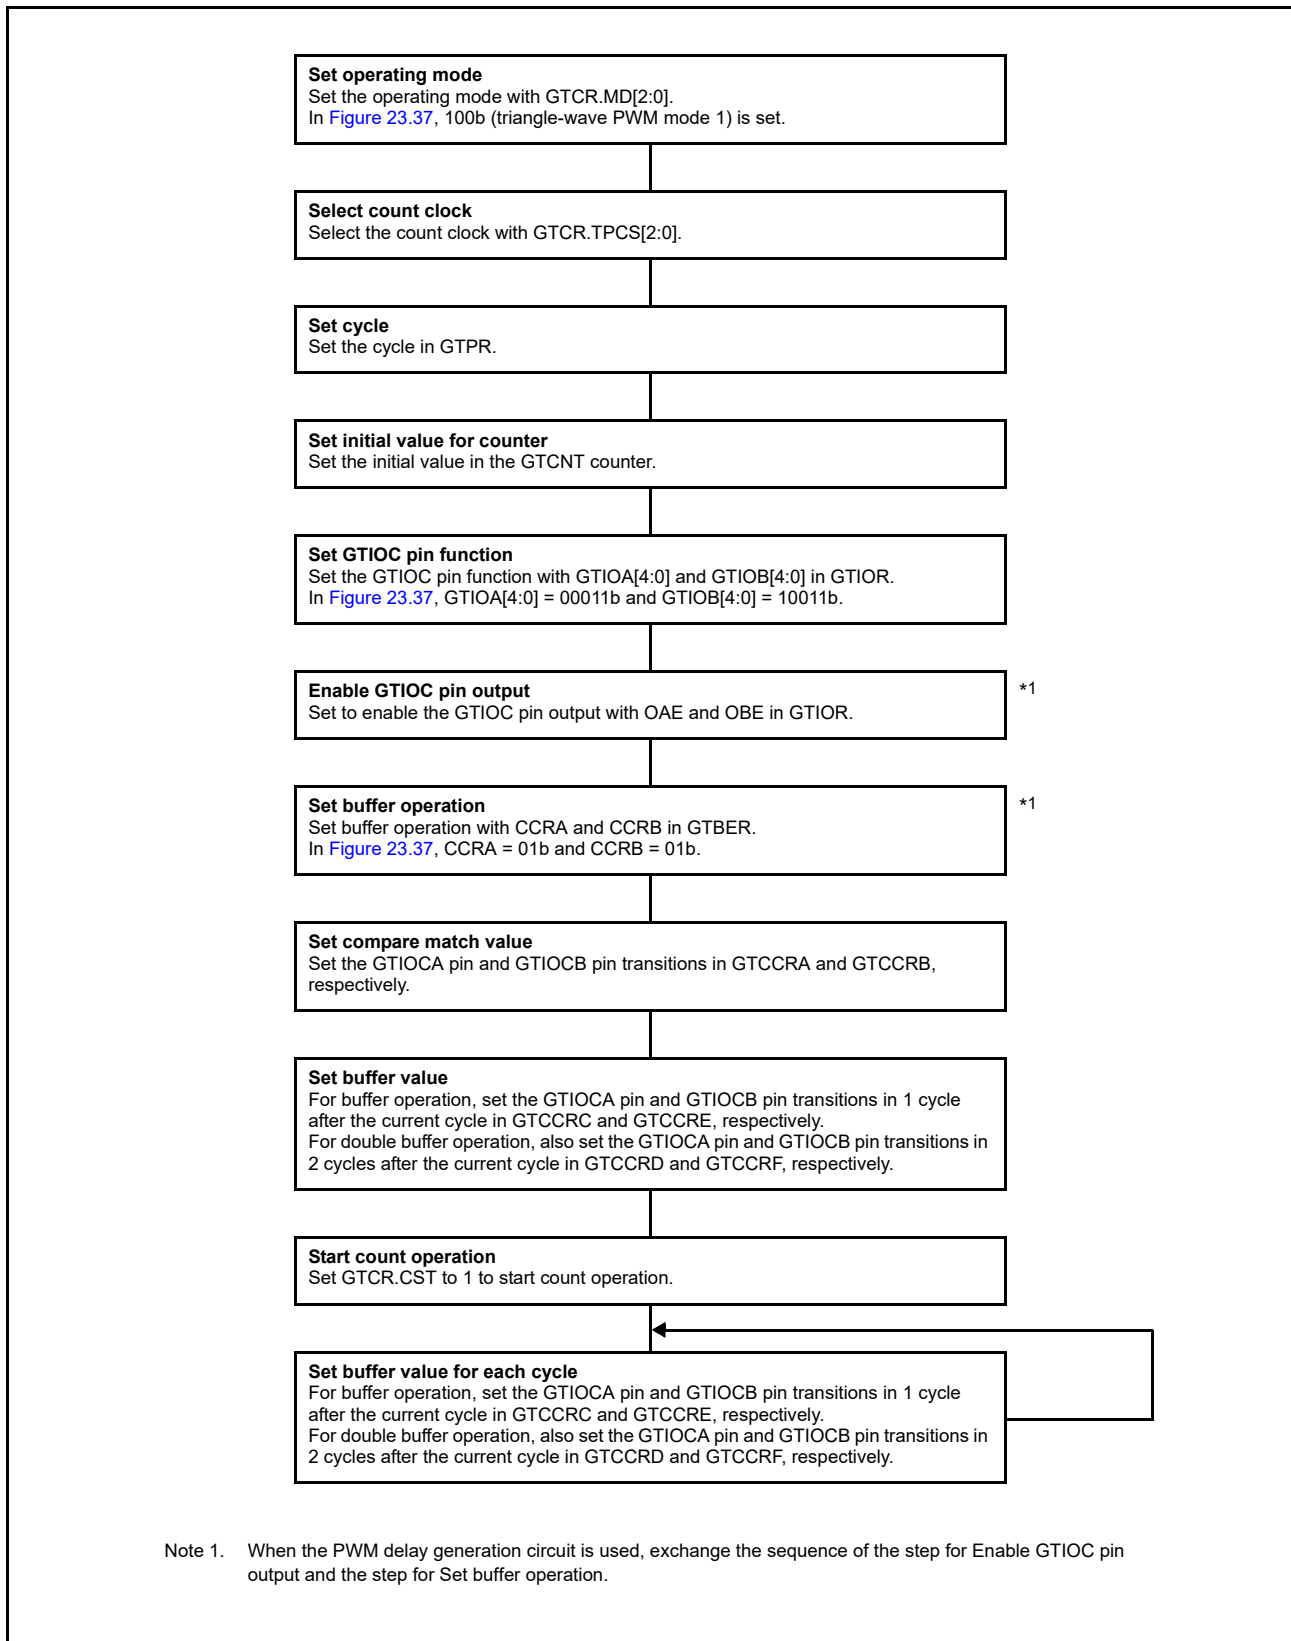 Set operating mode
Set the operating mode with GTCR.MD[2:0].
In Figure 23.37, 100b (triangle-wave PWM mode 1) is set.
Select count clock
Select the count clock with GTCR.TPCS[2:0].
Set cycle
Set the cycle in GTPR.
Set initial value for counter
Set the initial value in the GTCNT counter.
Set GTIOC pin function
Set the GTIOC pin function with GTIOA[4:0] and GTIOB[4:0] in GTIOR.
In Figure 23.37, GTIOA[4:0] = 00011b and GTIOB[4:0] = 10011b.
Enable GTIOC pin output
Set to enable the GTIOC pin output with OAE and OBE in GTIOR.
*1
Set buffer operation
Set buffer operation with CCRA and CCRB in GTBER.
In Figure 23.37, CCRA = 01b and CCRB = 01b.
*1
Set compare match value
Set the GTIOCA pin and GTIOCB pin transitions in GTCCRA and GTCCRB,
respectively.
Set buffer value
For buffer operation, set the GTIOCA pin and GTIOCB pin transitions in 1 cycle
after the current cycle in GTCCRC and GTCCRE, respectively.
For double buffer operation, also set the GTIOCA pin and GTIOCB pin transitions in
2 cycles after the current cycle in GTCCRD and GTCCRF, respectively.
Start count operation
Set GTCR.CST to 1 to start count operation.
Set buffer value for each cycle
For buffer operation, set the GTIOCA pin and GTIOCB pin transitions in 1 cycle
after the current cycle in GTCCRC and GTCCRE, respectively.
For double buffer operation, also set the GTIOCA pin and GTIOCB pin transitions in
2 cycles after the current cycle in GTCCRD and GTCCRF, respectively.
Note 1. When the PWM delay generation circuit is used, exchange the sequence of the step for Enable GTIOC pin
output and the step for Set buffer operation.